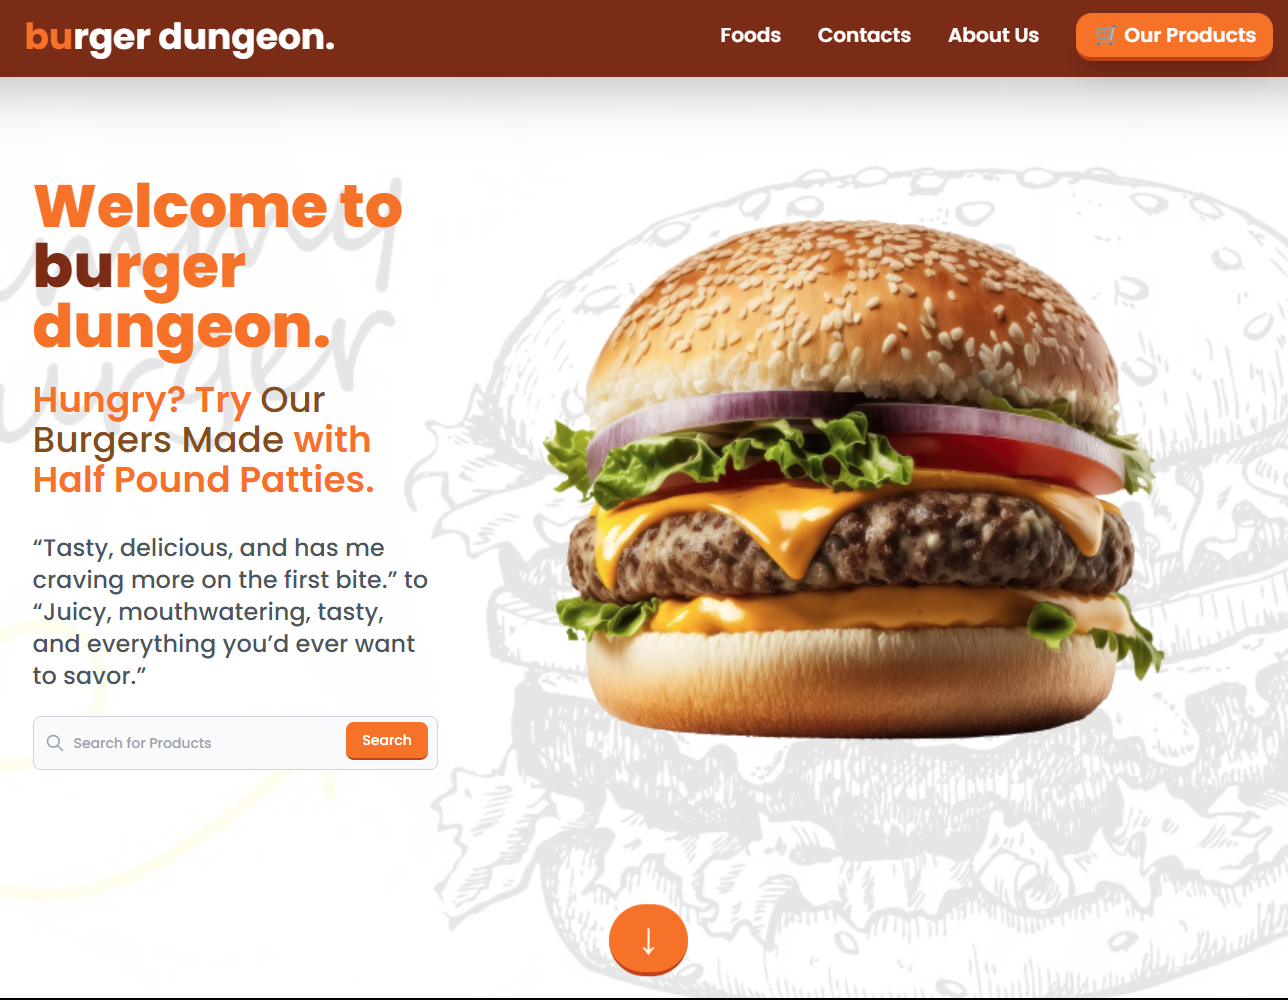 burger dungeon.
Foods
Contacts
About Us
🛒 Our Products
Welcome to
burger
dungeon.
Hungry? Try Our
Burgers Made with
Half Pound Patties.
“Tasty, delicious, and has me
craving more on the first bite.” to
“Juicy, mouthwatering, tasty,
and everything you’d ever want
to savor.”
Search for Products
Search
↓